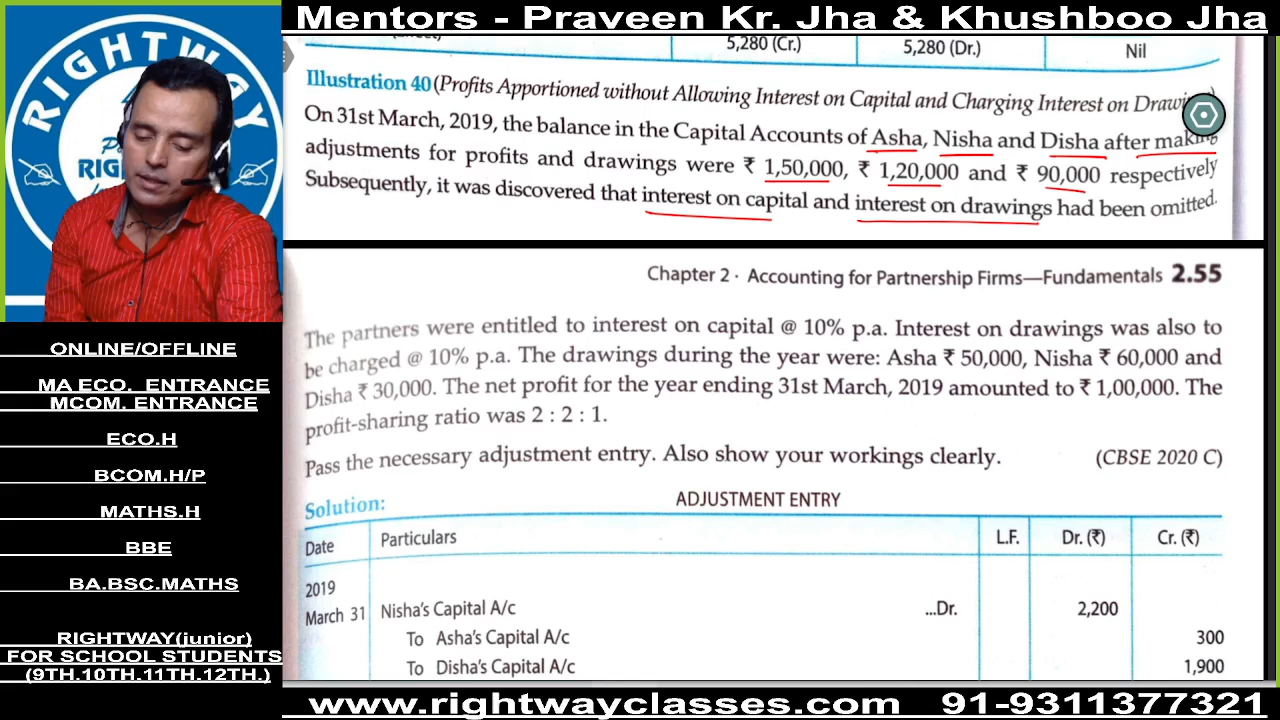 Mentors - Praveen Kr. Jha & Khushboo Jha
RIGHTWAY
RIGH
5,280 (Cr.) 5,280 (Dr.) Nil
Illustration 40 (Profits Apportioned without Allowing Interest on Capital and Charging Interest on
On 31st March, 2019, the balance in the Capital Accounts of Asha, Nisha and Disha after making
adjustments for profits and drawings were ₹ 1,50,000, ₹ 1,20,000 and ₹ 90,000 respectively
Subsequently, it was discovered that interest on capital and interest on drawings had been omitted.
Chapter 2 · Accounting for Partnership Firms—Fundamentals 2.55
The partners were entitled to interest on capital @ 10% p.a. Interest on drawings was also to
be charged @ 10% p.a. The drawings during the year were: Asha ₹ 50,000, Nisha ₹ 60,000 and
Disha ₹ 30,000. The net profit for the year ending 31st March, 2019 amounted to ₹ 1,00,000. The
profit-sharing ratio was 2 : 2 : 1.
Pass the necessary adjustment entry. Also show your workings clearly. (CBSE 2020 C)
Solution: ADJUSTMENT ENTRY
Date Particulars L.F. Dr. (₹) Cr. (₹)
2019
March 31 Nisha's Capital A/c ...Dr. 2,200
To Asha's Capital A/c 300
To Disha's Capital A/c 1,900
ONLINE/OFFLINE
MA ECO. ENTRANCE
MCOM. ENTRANCE
ECO.H
BCOM.H/P
MATHS.H
BBE
BA.BSC.MATHS
RIGHTWAY(junior)
FOR SCHOOL STUDENTS
(9TH.10TH.11TH.12TH.)
www.rightwayclasses.com 91-9311377321